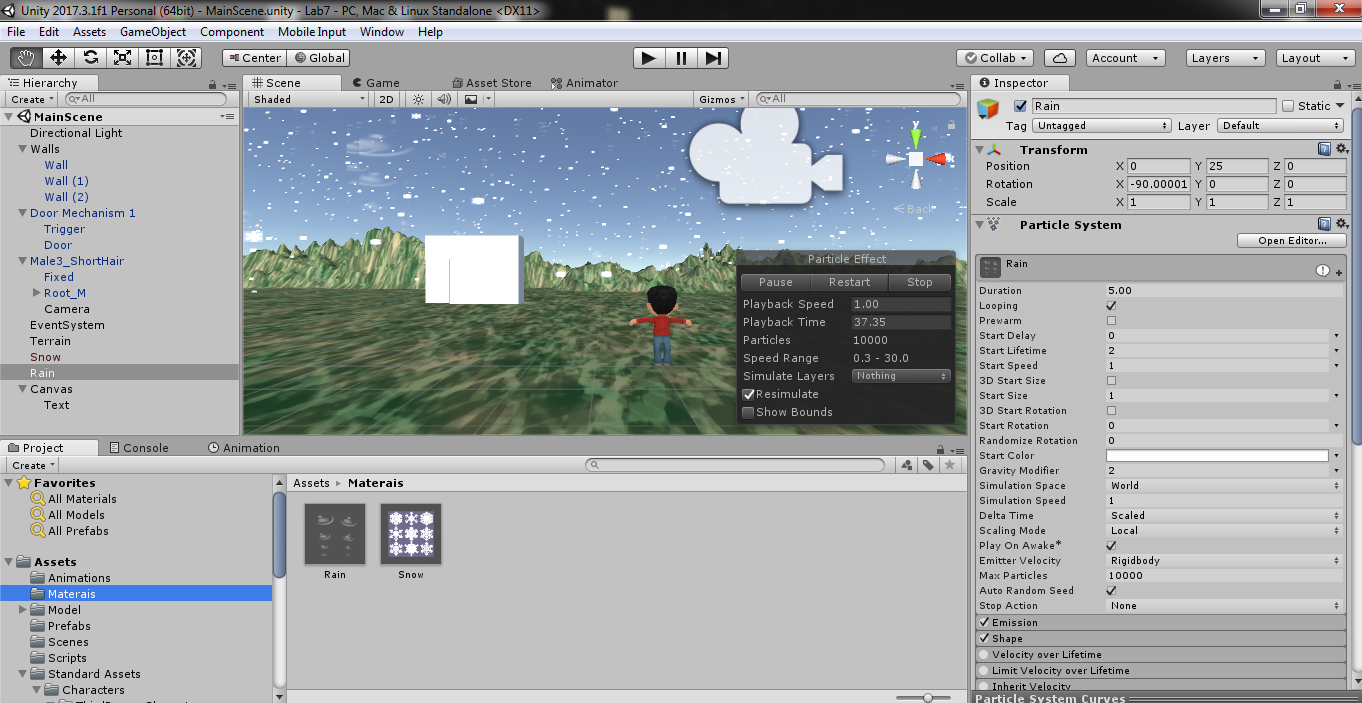 Unity 2017.3.1f1 Personal (64bit) - MainScene.unity - Lab7 - PC, Mac & Linux Standalone <DX11>
File Edit Assets GameObject Component Mobile Input Window Help
Center Global Collab Account Layers Layout
Hierarchy
Create All
MainScene
Directional Light
Walls
Wall
Wall (1)
Wall (2)
Door Mechanism 1
Trigger
Door
Male3_ShortHair
Fixed
Root_M
Camera
EventSystem
Terrain
Snow
Rain
Canvas
Text
Scene Game Asset Store Animator
Shaded 2D Gizmos All
y
x
Back
Particle Effect
Pause Restart Stop
Playback Speed 1.00
Playback Time 37.35
Particles 10000
Speed Range 0.3 - 30.0
Simulate Layers Nothing
Resimulate
Show Bounds
Project Console Animation
Create
Favorites
All Materials
All Models
All Prefabs
Assets
Animations
Materais
Model
Prefabs
Scenes
Scripts
Standard Assets
Characters
Assets Materais
Rain Snow
Inspector
Rain Static
Tag Untagged Layer Default
Transform
Position X 0 Y 25 Z 0
Rotation X -90.00001 Y 0 Z 0
Scale X 1 Y 1 Z 1
Particle System
Open Editor...
Rain
Duration 5.00
Looping
Prewarm
Start Delay 0
Start Lifetime 2
Start Speed 1
3D Start Size
Start Size 1
3D Start Rotation
Start Rotation 0
Randomize Rotation 0
Start Color
Gravity Modifier 2
Simulation Space World
Simulation Speed 1
Delta Time Scaled
Scaling Mode Local
Play On Awake*
Emitter Velocity Rigidbody
Max Particles 10000
Auto Random Seed
Stop Action None
Emission
Shape
Velocity over Lifetime
Limit Velocity over Lifetime
Inherit Velocity
Particle System Curves